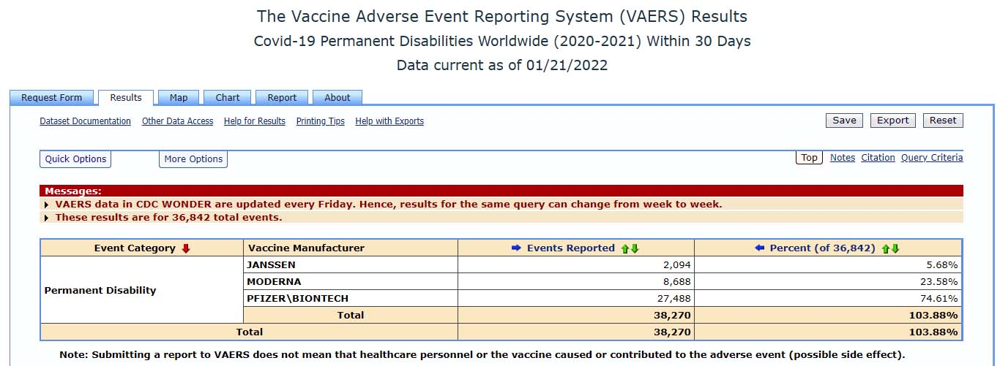 The Vaccine Adverse Event Reporting System (VAERS) Results
Covid-19 Permanent Disabilities Worldwide (2020-2021) Within 30 Days
Data current as of 01/21/2022
Request Form Results Map Chart Report About
Dataset Documentation Other Data Access Help for Results Printing Tips Help with Exports Save Export Reset
Quick Options More Options Top Notes Citation Query Criteria
Messages:
VAERS data in CDC WONDER are updated every Friday. Hence, results for the same query can change from week to week.
These results are for 36,842 total events.
Event Category Vaccine Manufacturer Events Reported Percent (of 36,842)
JANSSEN 2,094 5.68%
MODERNA 8,688 23.58%
Permanent Disability
PFIZER\BIONTECH 27,488 74.61%
Total 38,270 103.88%
Total 38,270 103.88%
Note: Submitting a report to VAERS does not mean that healthcare personnel or the vaccine caused or contributed to the adverse event (possible side effect).